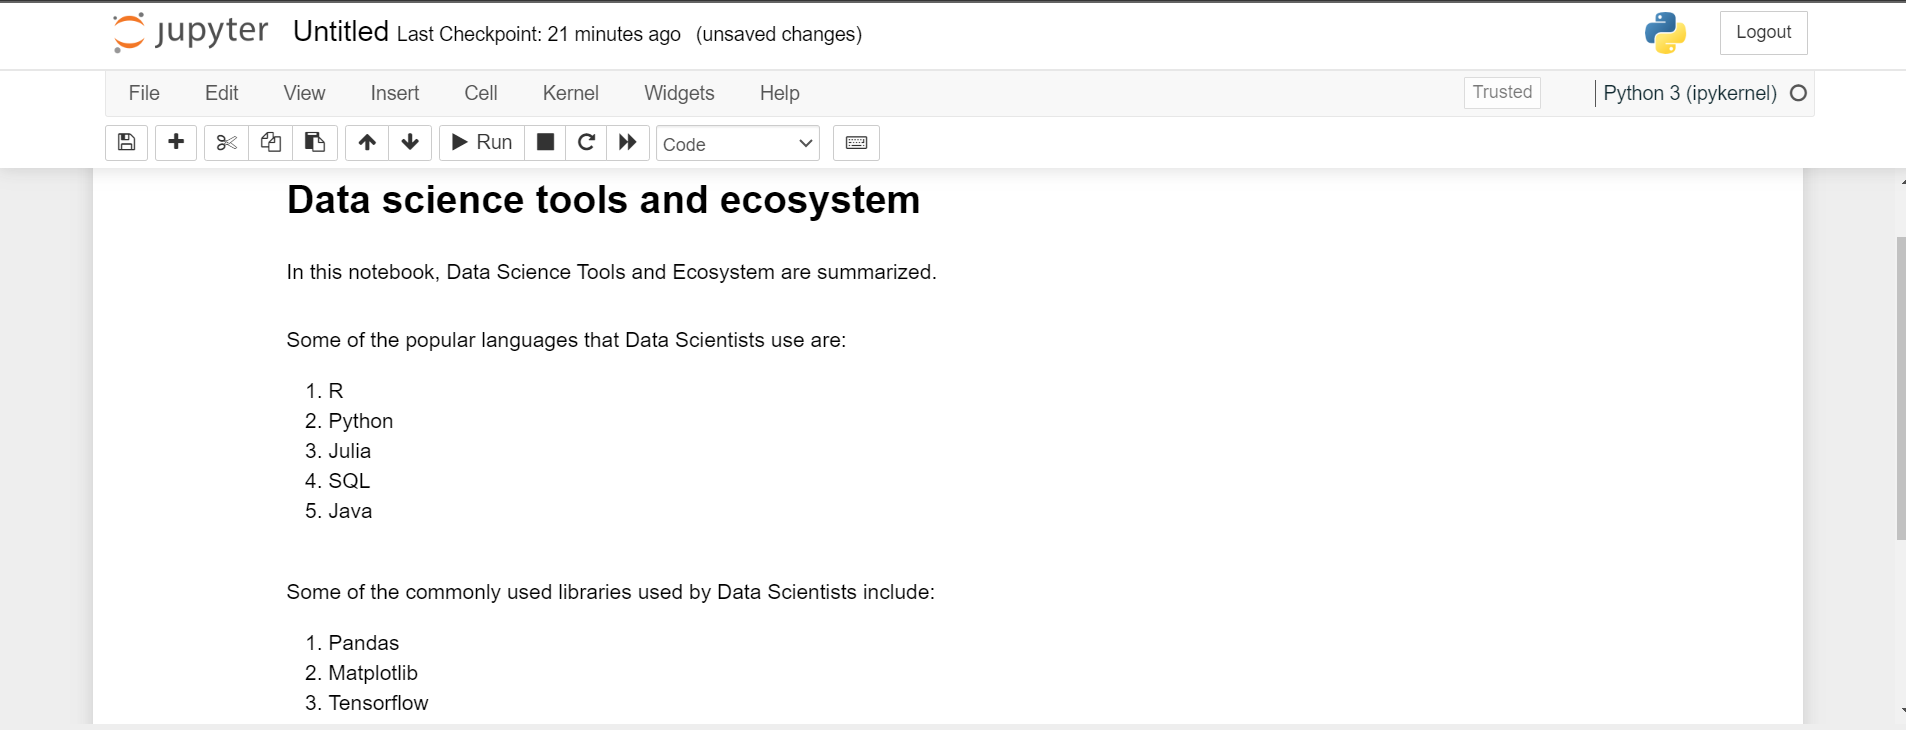 jupyter Untitled Last Checkpoint: 21 minutes ago (unsaved changes) Logout
File Edit View Insert Cell Kernel Widgets Help Trusted Python 3 (ipykernel)
Run Code
Data science tools and ecosystem
In this notebook, Data Science Tools and Ecosystem are summarized.
Some of the popular languages that Data Scientists use are:
1. R
2. Python
3. Julia
4. SQL
5. Java
Some of the commonly used libraries used by Data Scientists include:
1. Pandas
2. Matplotlib
3. Tensorflow